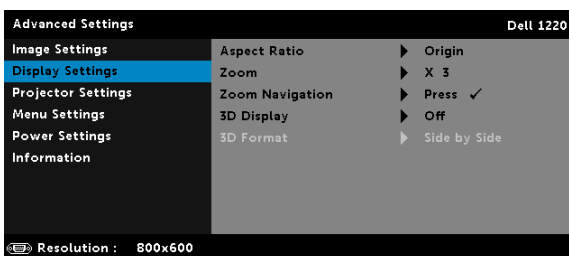 Advanced Settings Dell 1220
Image Settings Aspect Ratio Origin
Display Settings Zoom X 3
Projector Settings Zoom Navigation Press ✓
Menu Settings 3D Display Off
Power Settings 3D Format Side by Side
Information
Resolution : 800x600